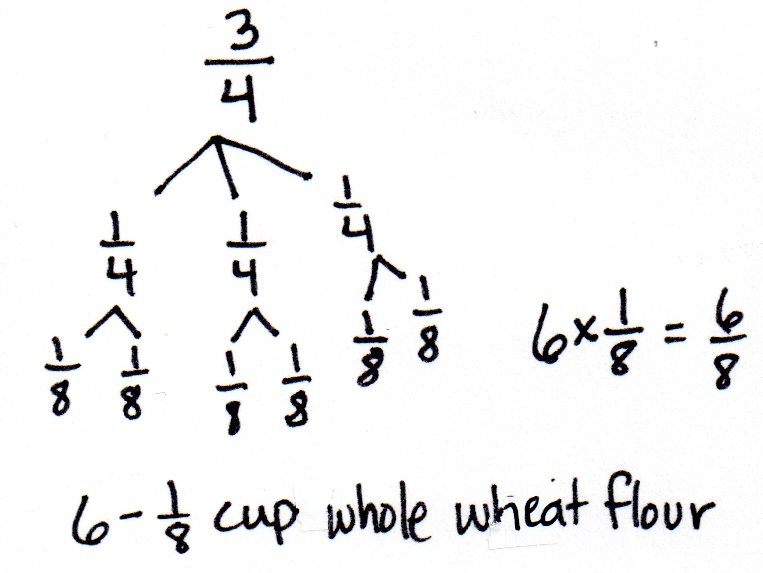 3/4
1/4 1/4 1/4
1/8 1/8 1/8 1/8 1/8 1/8
6 × 1/8 = 6/8
6 - 1/8 cup whole wheat flour